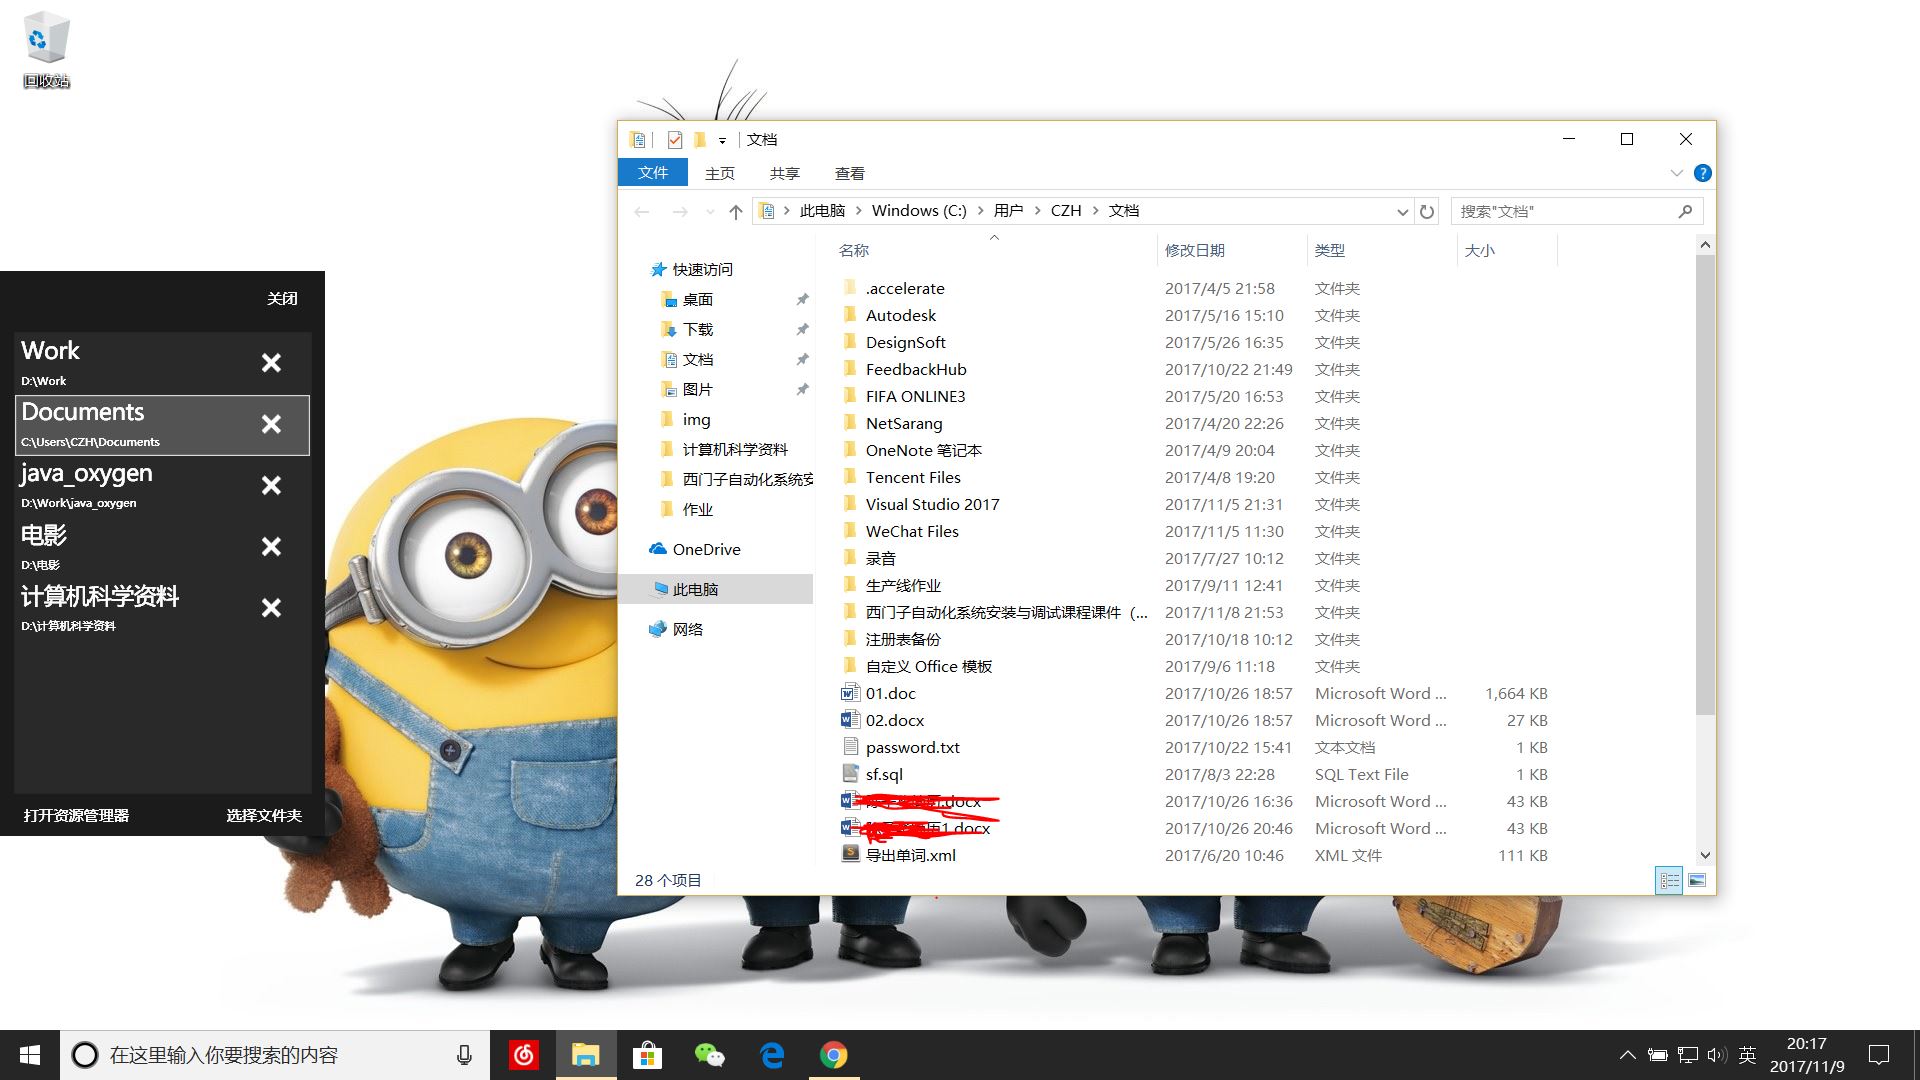 回收站
关闭
Work
D:\Work
Documents
C:\Users\CZH\Documents
java_oxygen
D:\Work\java_oxygen
电影
D:\电影
计算机科学资料
D:\计算机科学资料
打开资源管理器 选择文件夹
文档
文件 主页 共享 查看
此电脑 Windows (C:) 用户 CZH 文档
搜索"文档"
快速访问
桌面
下载
文档
图片
img
计算机科学资料
西门子自动化系统安
作业
OneDrive
此电脑
网络
名称 修改日期 类型 大小
.accelerate 2017/4/5 21:58 文件夹
Autodesk 2017/5/16 15:10 文件夹
DesignSoft 2017/5/26 16:35 文件夹
FeedbackHub 2017/10/22 21:49 文件夹
FIFA ONLINE3 2017/5/20 16:53 文件夹
NetSarang 2017/4/20 22:26 文件夹
OneNote 笔记本 2017/4/9 20:04 文件夹
Tencent Files 2017/4/8 19:20 文件夹
Visual Studio 2017 2017/11/5 21:31 文件夹
WeChat Files 2017/11/5 11:30 文件夹
录音 2017/7/27 10:12 文件夹
生产线作业 2017/9/11 12:41 文件夹
西门子自动化系统安装与调试课程课件（... 2017/11/8 21:53 文件夹
注册表备份 2017/10/18 10:12 文件夹
自定义 Office 模板 2017/9/6 11:18 文件夹
01.doc 2017/10/26 18:57 Microsoft Word ... 1,664 KB
02.docx 2017/10/26 18:57 Microsoft Word ... 27 KB
password.txt 2017/10/22 15:41 文本文档 1 KB
sf.sql 2017/8/3 22:28 SQL Text File 1 KB
.docx 2017/10/26 16:36 Microsoft Word ... 43 KB
1.docx 2017/10/26 20:46 Microsoft Word ... 43 KB
导出单词.xml 2017/6/20 10:46 XML 文件 111 KB
28 个项目
在这里输入你要搜索的内容
英
20:17
2017/11/9